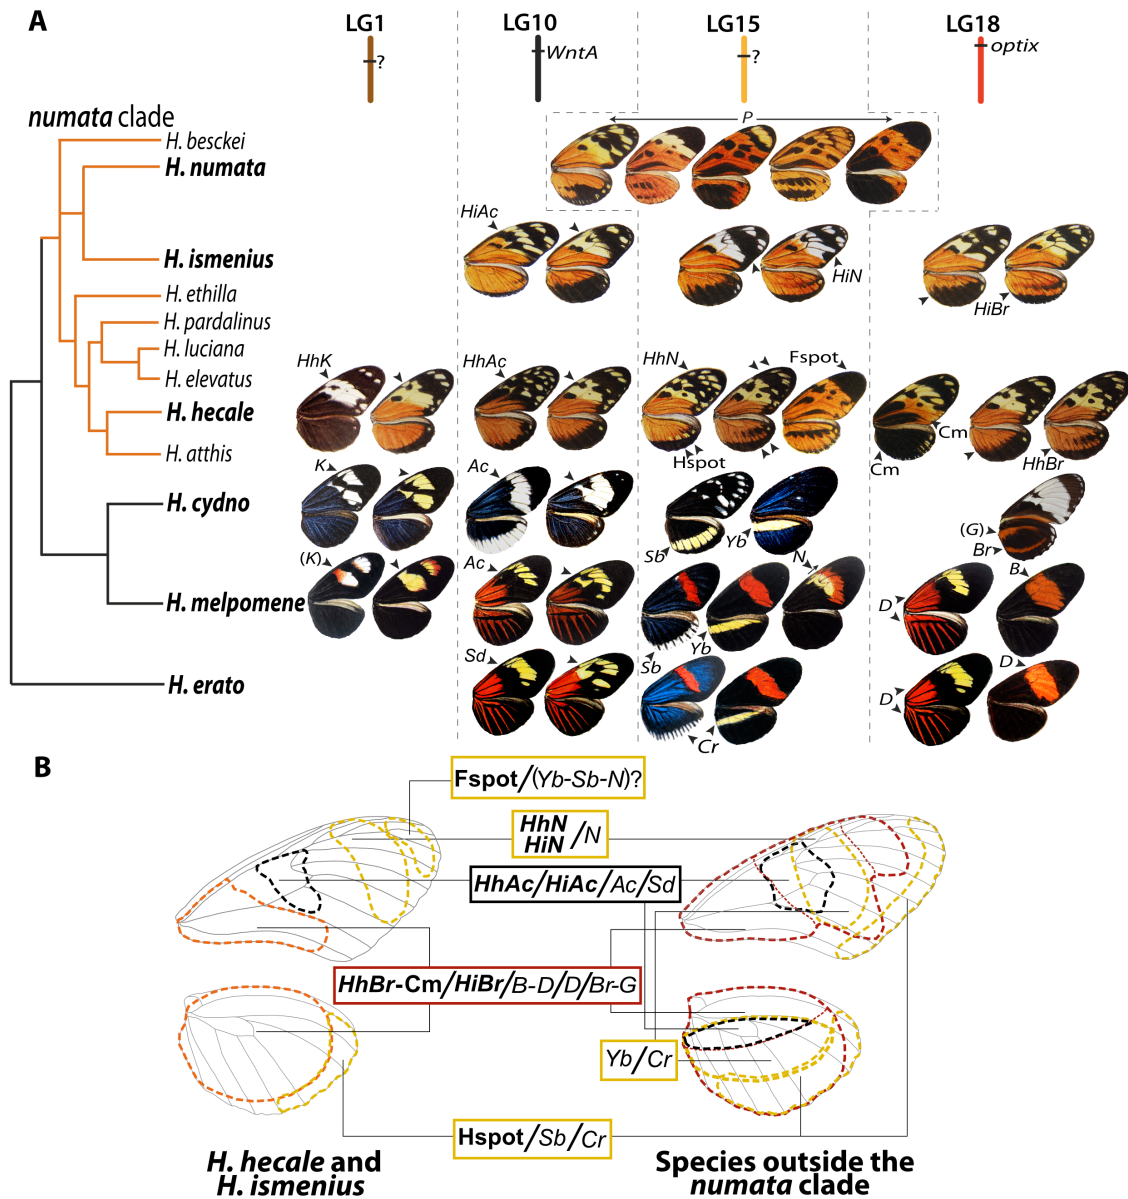 A
LG1
LG10
LG15
LG18
?
WntA
?
optix
numata clade
P
H. besckei
H. numata
HiAc
H. ismenius
HiN
HiBr
H. ethilla
H. pardalinus
H. luciana
H. elevatus
H. hecale
H. atthis
HhK
HhAc
HhN
Fspot
Hspot
Cm
Cm
HhBr
H. cydno
K
Ac
Sb
Yb
(G)
Br
H. melpomene
(K)
Ac
Sb
Yb
N
D
B
H. erato
Sd
Cr
D
D
B
Fspot/(Yb-Sb-N)?
HhN
HiN
/N
HhAc/HiAc/Ac/Sd
HhBr-Cm/HiBr/B-D/D/Br-G
Yb/Cr
Hspot/Sb/Cr
H. hecale and
H. ismenius
Species outside the
numata clade